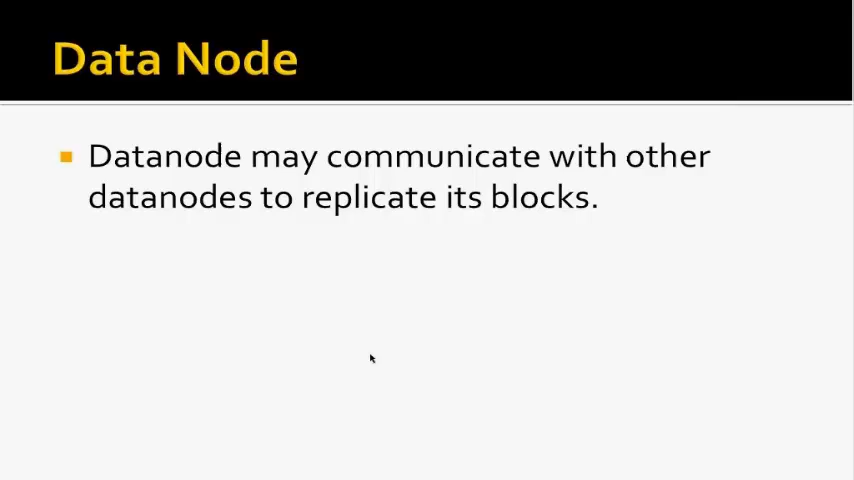 Data Node
Datanode may communicate with other
datanodes to replicate its blocks.